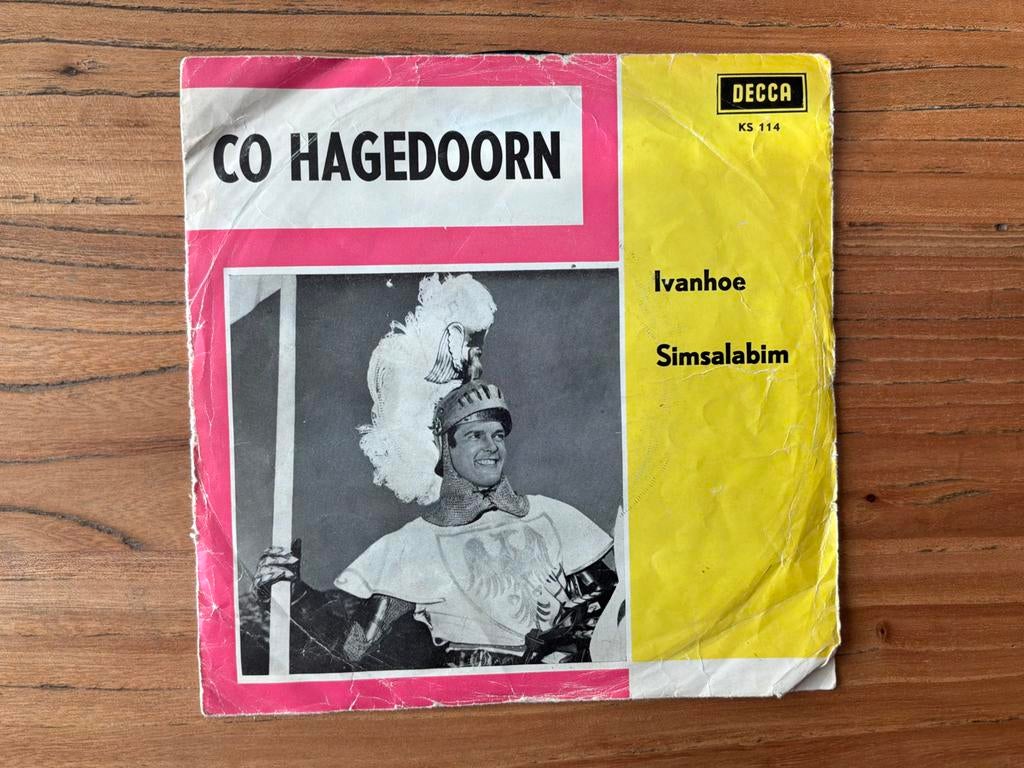 CO HAGEDOORN
DECCA
KS 114
Ivanhoe
Simsalabim